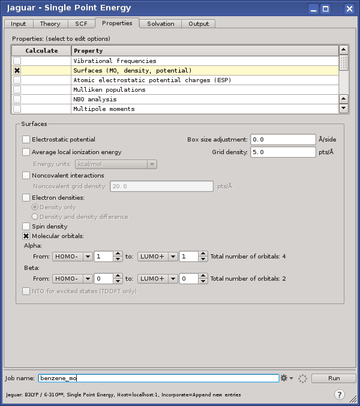 Jaguar - Single Point Energy
Input Theory SCF Properties Solvation Output
Properties: (select to edit options)
Calculate Property
Vibrational frequencies
Surfaces (MO, density, potential)
Atomic electrostatic potential charges (ESP)
Mulliken populations
NBO analysis
Multipole moments
Surfaces
Electrostatic potential Box size adjustment: 0.0 Å/side
Average local ionization energy Grid density: 5.0 pts/Å
Energy units: kcal/mol
Noncovalent interactions
Noncovalent grid density: 20.0 pts/Å
Electron densities:
Density only
Density and density difference
Spin density
Molecular orbitals:
Alpha:
From: HOMO- 1 to: LUMO+ 1 Total number of orbitals: 4
Beta:
From: HOMO- 0 to: LUMO+ 0 Total number of orbitals: 2
NTO for excited states (TDDFT only)
Job name: benzene_mo Run
Jaguar: B3LYP / 6-31G**, Single Point Energy, Host=localhost:1, Incorporate=Append new entries